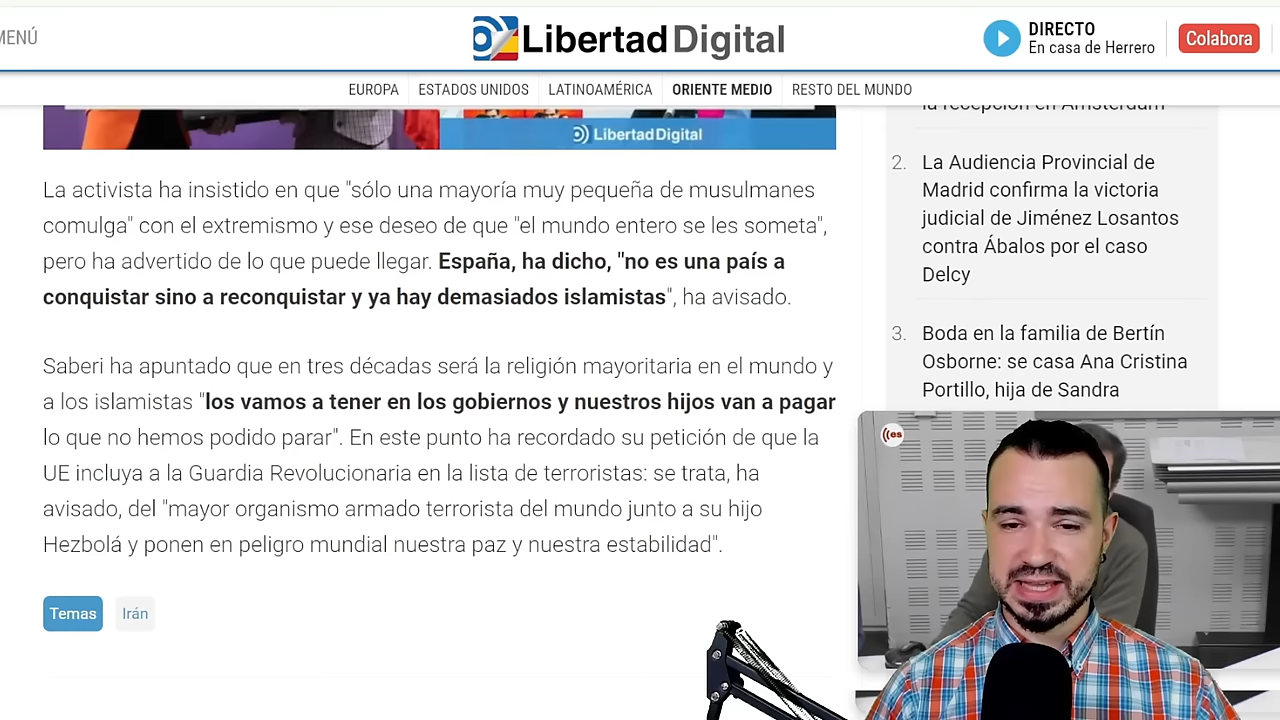 MENÚ
Libertad Digital
DIRECTO
En casa de Herrero
Colabora
EUROPA
ESTADOS UNIDOS
LATINOAMÉRICA
ORIENTE MEDIO
RESTO DEL MUNDO
Libertad Digital
La activista ha insistido en que "sólo una mayoría muy pequeña de musulmanes
comulga" con el extremismo y ese deseo de que "el mundo entero se les someta",
pero ha advertido de lo que puede llegar. España, ha dicho, "no es una país a
conquistar sino a reconquistar y ya hay demasiados islamistas", ha avisado.
Saberi ha apuntado que en tres décadas será la religión mayoritaria en el mundo y
a los islamistas "los vamos a tener en los gobiernos y nuestros hijos van a pagar
lo que no hemos podido parar". En este punto ha recordado su petición de que la
UE incluya a la Guardia Revolucionaria en la lista de terroristas: se trata, ha
avisado, del "mayor organismo armado terrorista del mundo junto a su hijo
Hezbolá y ponen en peligro mundial nuestra paz y nuestra estabilidad".
Temas
Irán
la recepción en Ámsterdam
2. La Audiencia Provincial de
Madrid confirma la victoria
judicial de Jiménez Losantos
contra Ábalos por el caso
Delcy
3. Boda en la familia de Bertín
Osborne: se casa Ana Cristina
Portillo, hija de Sandra
es